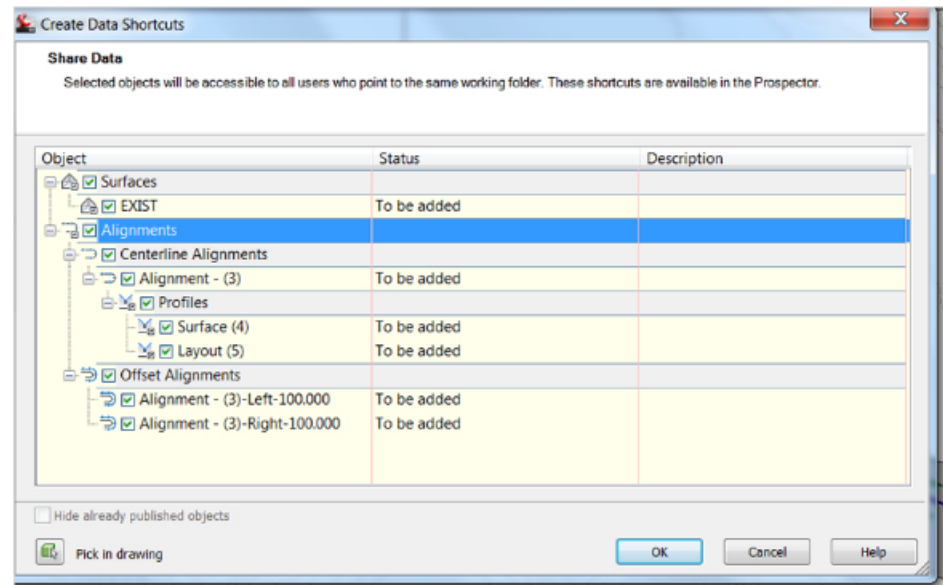 Create Data Shortcuts
Share Data
Selected objects will be accessible to all users who point to the same working folder. These shortcuts are available in the Prospector.
Object Status Description
Surfaces
EXIST To be added
Alignments
Centerline Alignments
Alignment - (3) To be added
Profiles
Surface (4) To be added
Layout (5) To be added
Offset Alignments
Alignment - (3)-Left-100.000 To be added
Alignment - (3)-Right-100.000 To be added
Hide already published objects
Pick in drawing OK Cancel Help